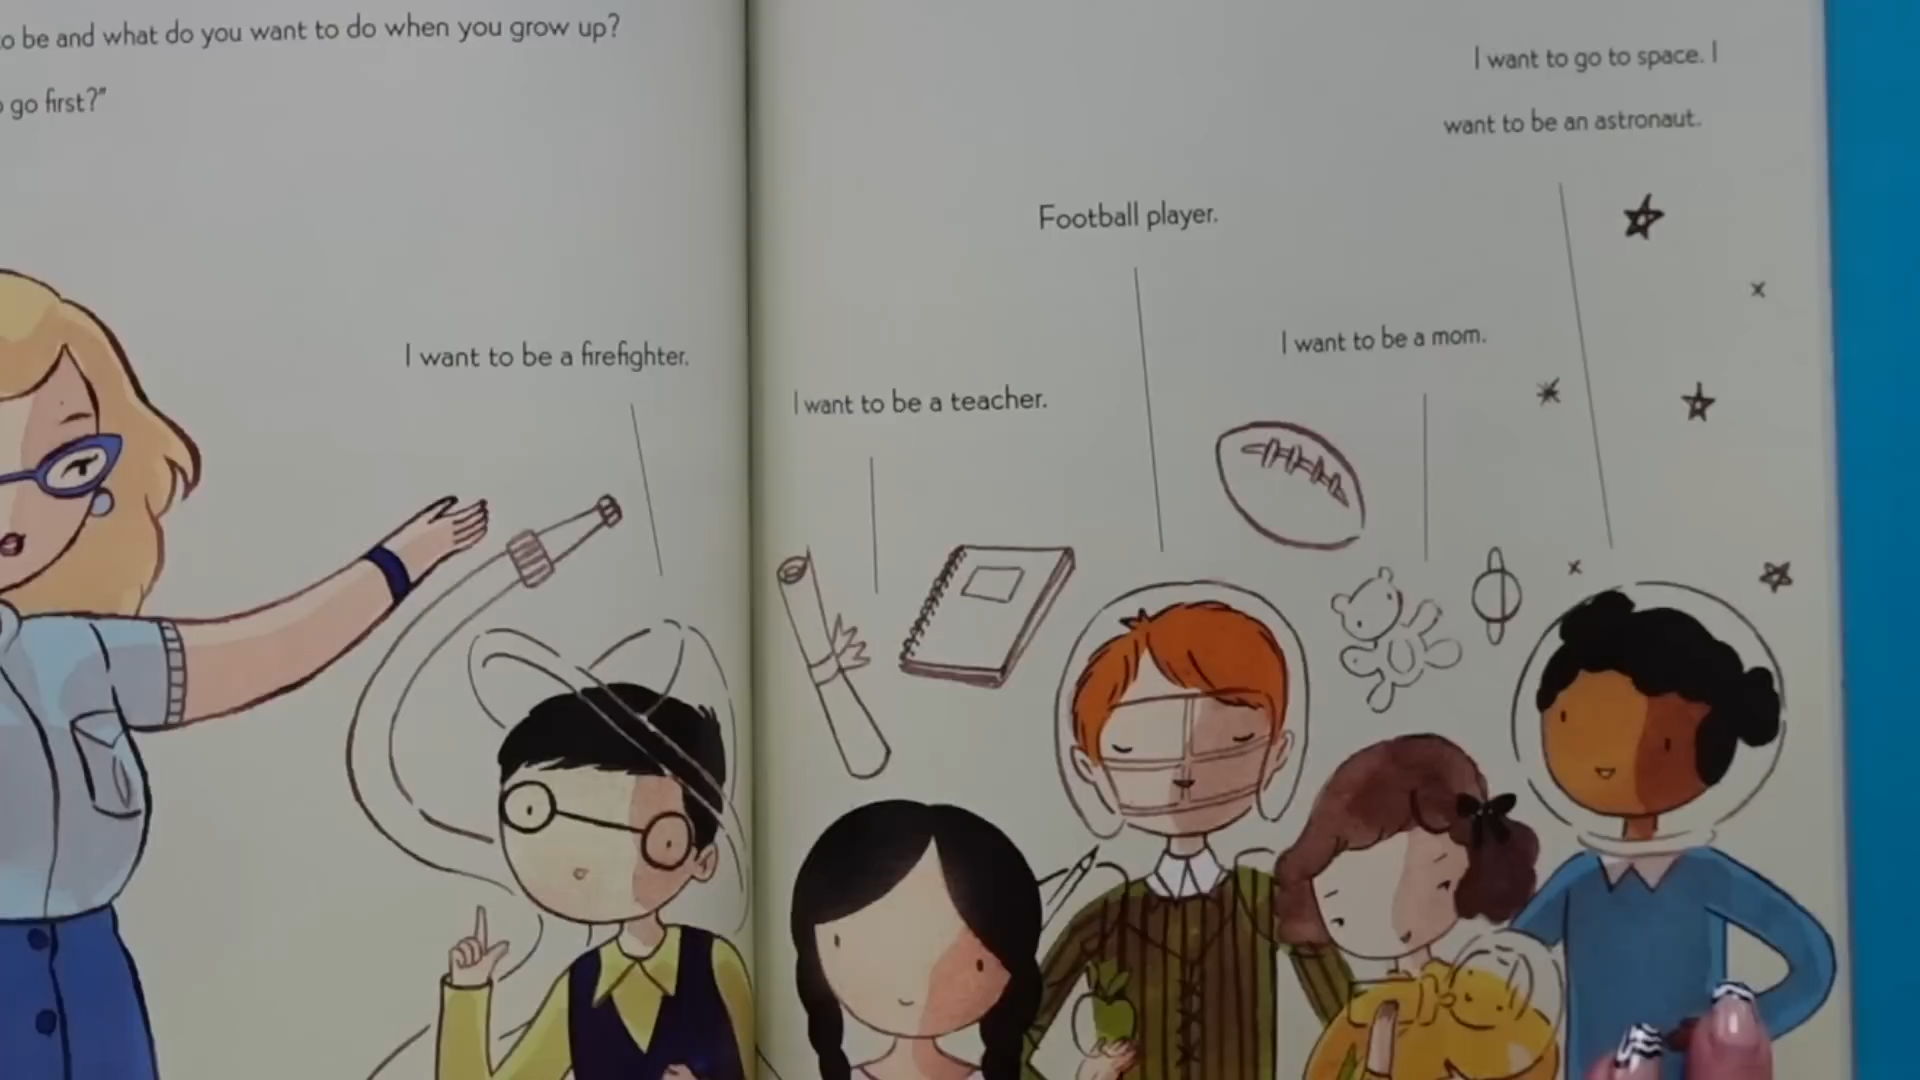 o be and what do you want to do when you grow up?
go first?"
I want to be a firefighter.
I want to be a teacher.
Football player.
I want to be a mom.
I want to go to space. I
want to be an astronaut.